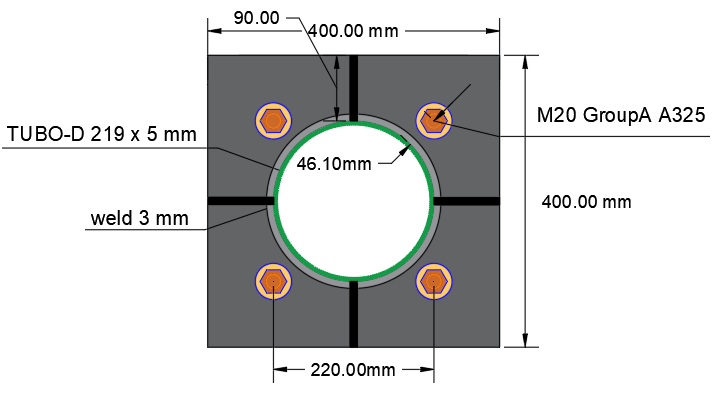 90.00
400.00 mm
M20 GroupA A325
TUBO-D 219 x 5 mm
46.10mm
400.00 mm
weld 3 mm
220.00mm